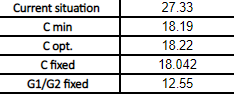 Current situation 27.33
C min 18.19
C opt. 18.22
C fixed 18.042
G1/G2 fixed 12.55